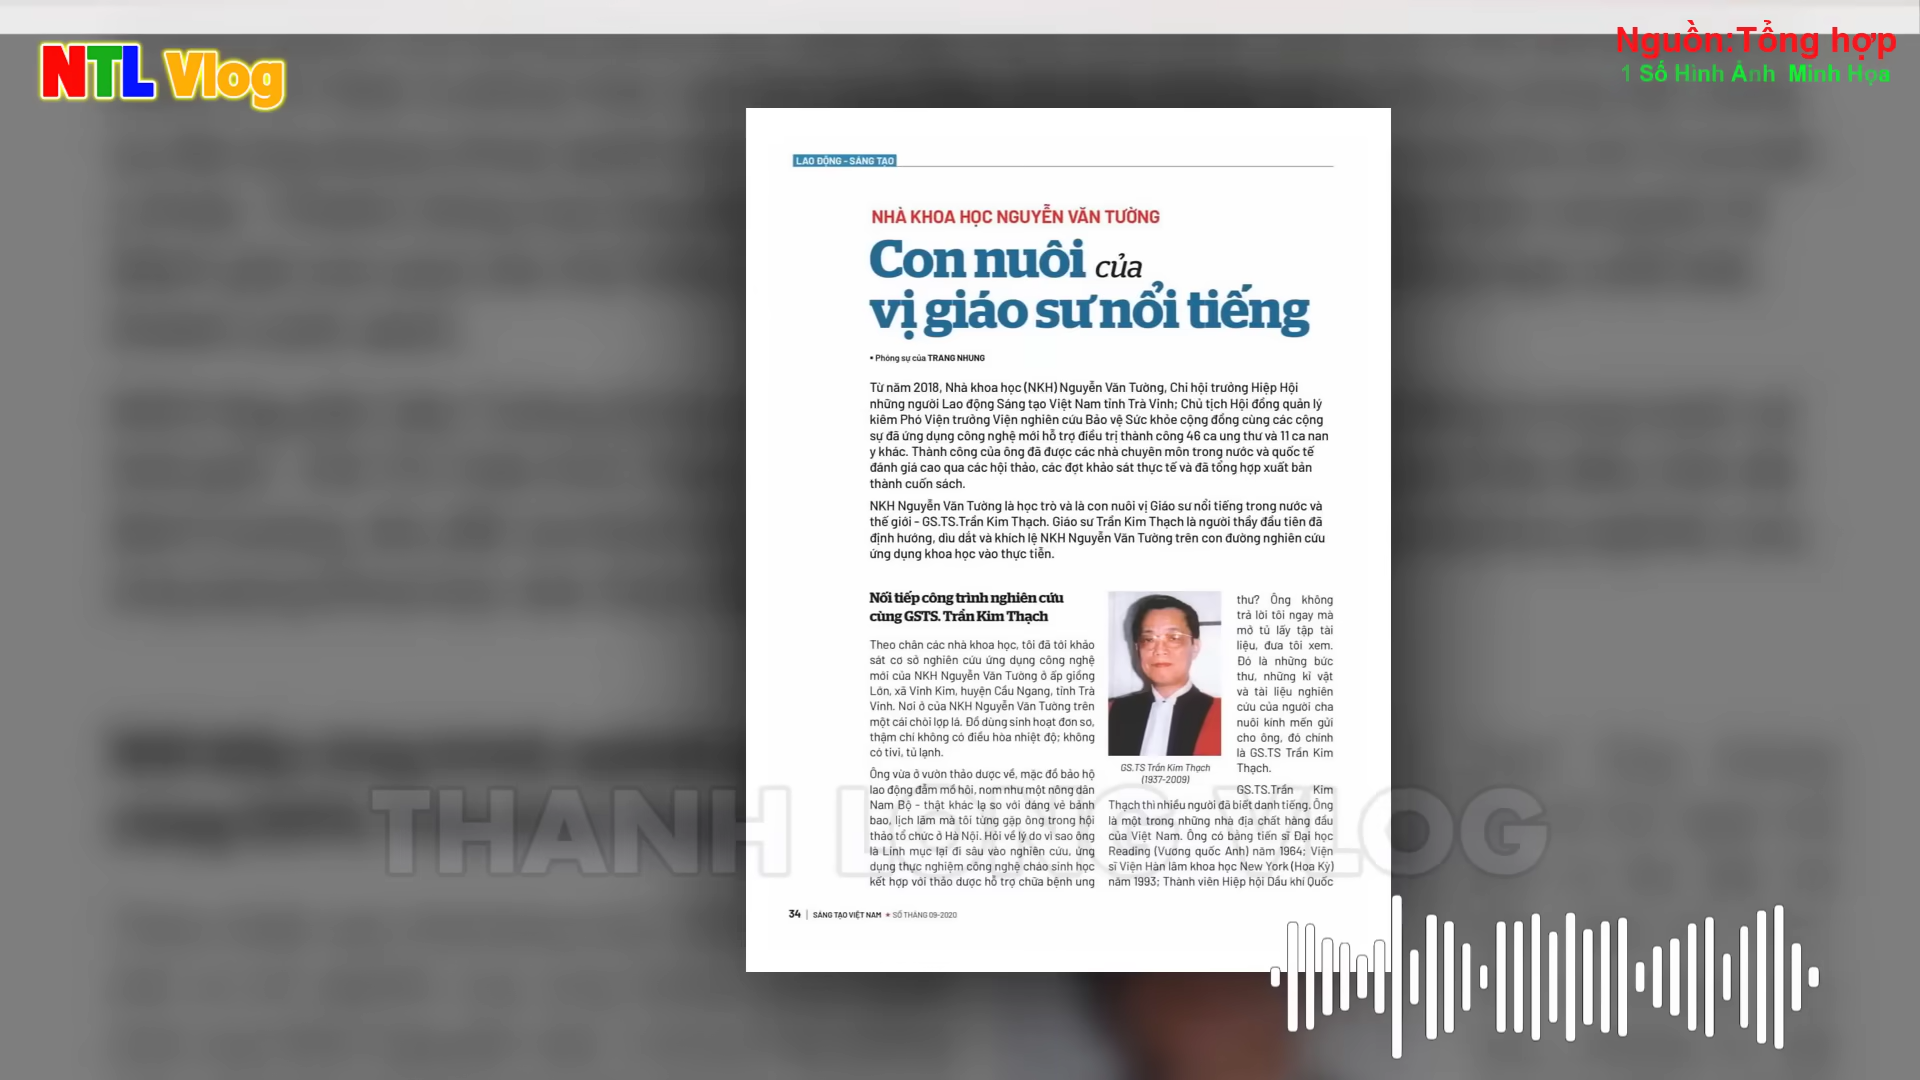 NTL Vlog
Nguồn:Tổng hợp
1 Số Hình Ảnh Minh Họa
LAO ĐỘNG - SÁNG TẠO
NHÀ KHOA HỌC NGUYỄN VĂN TƯỜNG
Con nuôi của
vị giáo sư nổi tiếng
• Phóng sự của TRANG NHUNG
Từ năm 2018, Nhà khoa học (NKH) Nguyễn Văn Tường, Chi hội trưởng Hiệp Hội
những người Lao động Sáng tạo Việt Nam tỉnh Trà Vinh; Chủ tịch Hội đồng quản lý
kiêm Phó Viện trưởng Viện nghiên cứu Bảo vệ Sức khỏe cộng đồng cùng các cộng
sự đã ứng dụng công nghệ mới hỗ trợ điều trị thành công 46 ca ung thư và 11 ca nan
y khác. Thành công của ông đã được các nhà chuyên môn trong nước và quốc tế
đánh giá cao qua các hội thảo, các đợt khảo sát thực tế và đã tổng hợp xuất bản
thành cuốn sách.
NKH Nguyễn Văn Tường là học trò và là con nuôi vị Giáo sư nổi tiếng trong nước và
thế giới - GS.TS.Trần Kim Thạch. Giáo sư Trần Kim Thạch là người thầy đầu tiên đã
định hướng, dìu dắt và khích lệ NKH Nguyễn Văn Tường trên con đường nghiên cứu
ứng dụng khoa học vào thực tiễn.
Nối tiếp công trình nghiên cứu
cùng GSTS. Trần Kim Thạch
Theo chân các nhà khoa học, tôi đã tới khảo
sát cơ sở nghiên cứu ứng dụng công nghệ
mới của NKH Nguyễn Văn Tường ở ấp giồng
Lớn, xã Vinh Kim, huyện Cầu Ngang, tỉnh Trà
Vinh. Nơi ở của NKH Nguyễn Văn Tường trên
một cái chòi lợp lá. Đồ dùng sinh hoạt đơn sơ,
thậm chí không có điều hòa nhiệt độ; không
có tivi, tủ lạnh.
Ông vừa ở vườn thảo dược về, mặc đồ bảo hộ
lao động đẫm mồ hôi, nom như một nông dân
Nam Bộ - thật khác lạ so với dáng vẻ bảnh
bao, lịch lãm mà tôi từng gặp ông trong hội
thảo tổ chức ở Hà Nội. Hỏi về lý do vì sao ông
là Linh mục lại đi sâu vào nghiên cứu, ứng
dụng thực nghiệm công nghệ cháo sinh học
kết hợp với thảo dược hỗ trợ chữa bệnh ung
thư? Ông không
trả lời tôi ngay mà
mở tủ lấy tập tài
liệu, đưa tôi xem.
Đó là những bức
thư, những kỉ vật
và tài liệu nghiên
cứu của người cha
nuôi kính mến gửi
cho ông, đó chính
là GS.TS Trần Kim
Thạch.
GS.TS Trần Kim Thạch
(1937-2009)
GS.TS.Trần Kim
Thạch thì nhiều người đã biết danh tiếng. Ông
là một trong những nhà địa chất hàng đầu
của Việt Nam. Ông có bằng tiến sĩ Đại học
Reading (Vương quốc Anh) năm 1964; Viện
sĩ Viện Hàn lâm khoa học New York (Hoa Kỳ)
năm 1993; Thành viên Hiệp hội Dầu khí Quốc
THANH LONG VLOG
34 | SÁNG TẠO VIỆT NAM ★ SỐ THÁNG 09-2020